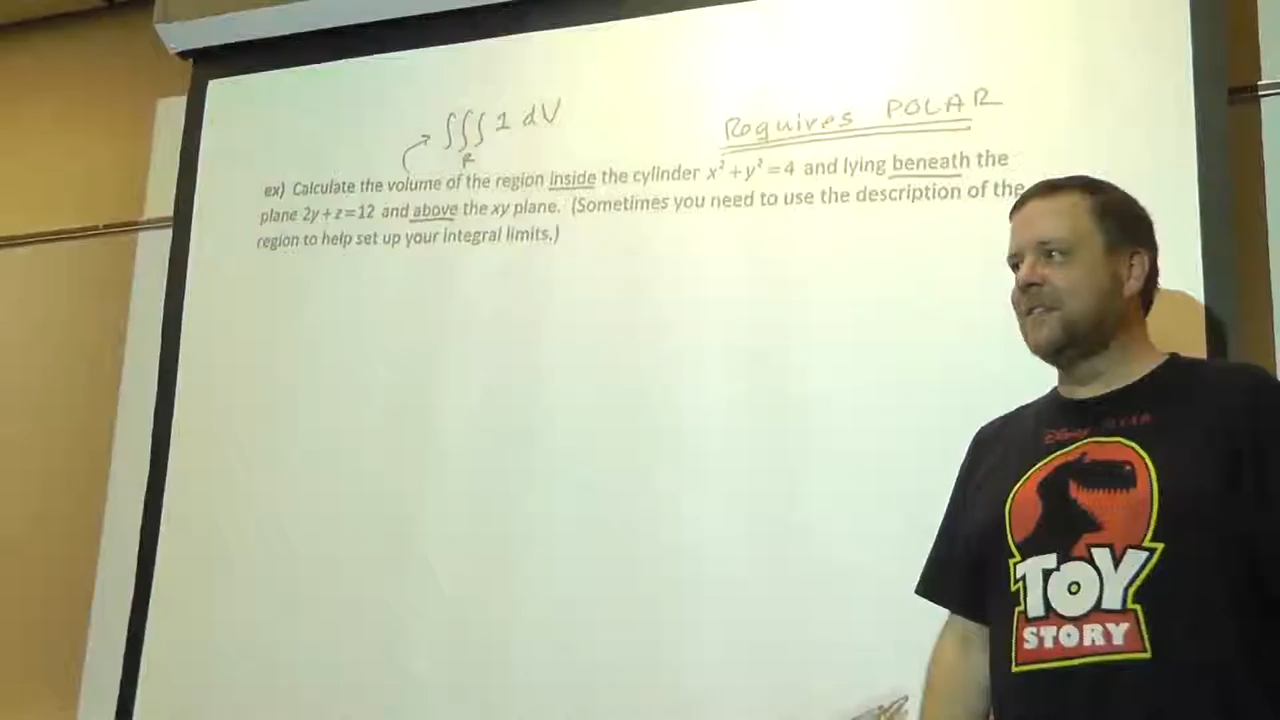 ∭ 1 dV
R
Requires POLAR
ex) Calculate the volume of the region inside the cylinder x² + y² = 4 and lying beneath the
plane 2y + z = 12 and above the xy plane. (Sometimes you need to use the description of the
region to help set up your integral limits.)
DISNEY PIXAR
TOY
STORY